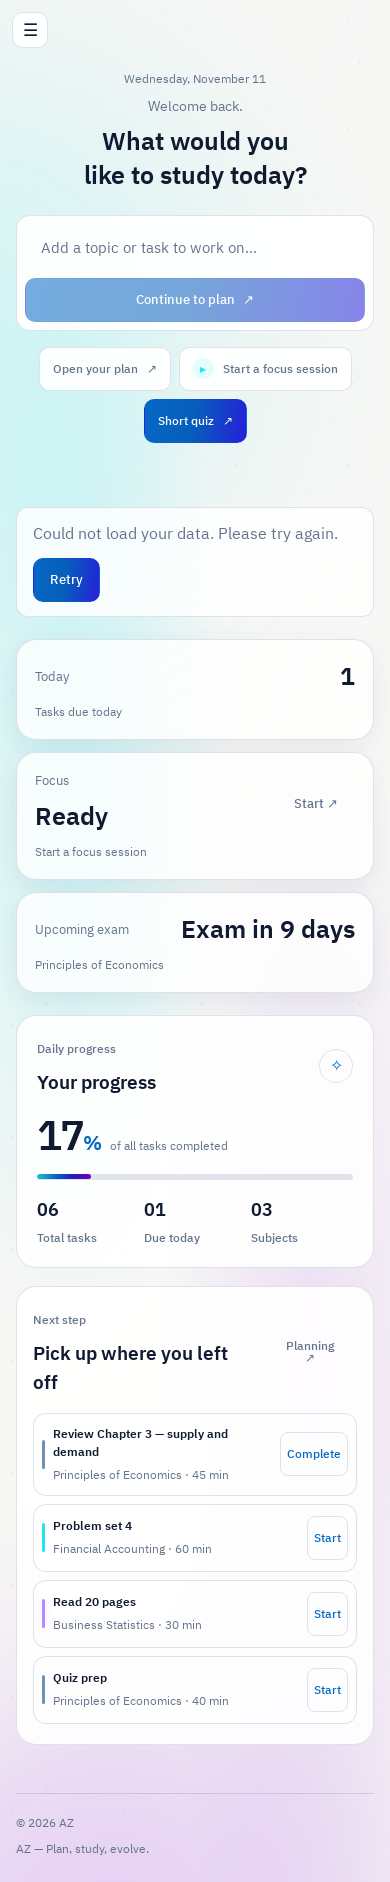 Wednesday, November 11
Welcome back.
What would you
like to study today?
Add a topic or task to work on...
Continue to plan ↗
Open your plan ↗
Start a focus session
Short quiz ↗
Could not load your data. Please try again.
Retry
Today
1
Tasks due today
Focus
Ready
Start ↗
Start a focus session
Upcoming exam
Exam in 9 days
Principles of Economics
Daily progress
Your progress
17% of all tasks completed
06 01 03
Total tasks Due today Subjects
Next step
Pick up where you left
off
Planning
↗
Review Chapter 3 — supply and
demand
Principles of Economics · 45 min
Complete
Problem set 4
Financial Accounting · 60 min
Start
Read 20 pages
Business Statistics · 30 min
Start
Quiz prep
Principles of Economics · 40 min
Start
© 2026 AZ
AZ — Plan, study, evolve.